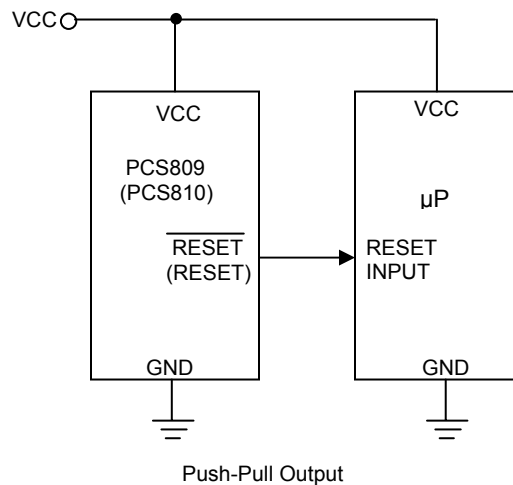 VCC
VCC
PCS809
(PCS810)
RESET
(RESET)
GND
VCC
µP
RESET
INPUT
GND
Push-Pull Output